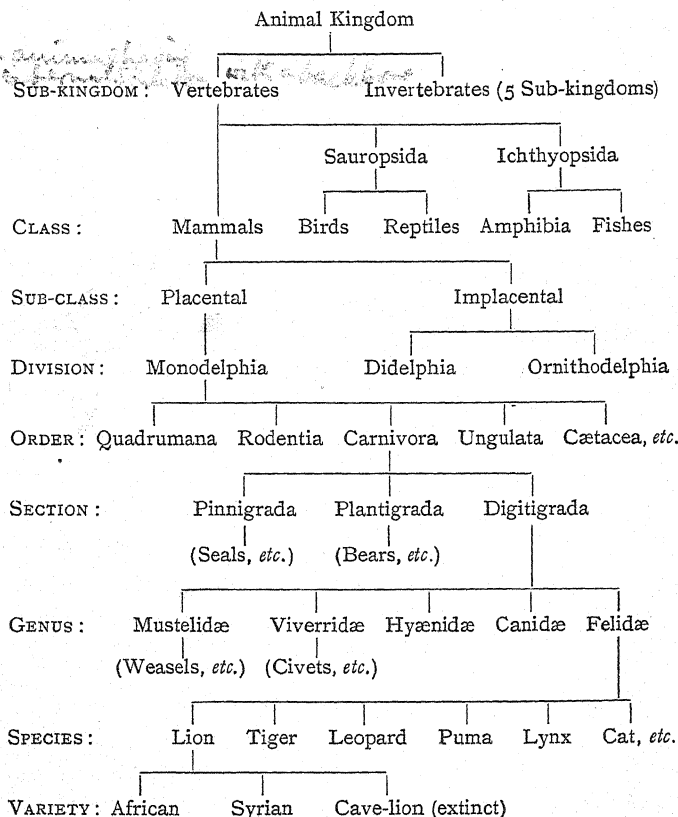 Animal Kingdom
SUB-KINGDOM: Vertebrates Invertebrates (5 Sub-kingdoms)
Sauropsida Ichthyopsida
CLASS: Mammals Birds Reptiles Amphibia Fishes
SUB-CLASS: Placental Implacental
DIVISION: Monodelphia Didelphia Ornithodelphia
ORDER: Quadrumana Rodentia Carnivora Ungulata Cætacea, etc.
SECTION: Pinnigrada Plantigrada Digitigrada
(Seals, etc.) (Bears, etc.)
GENUS: Mustelidæ Viverridæ Hyænidæ Canidæ Felidæ
(Weasels, etc.) (Civets, etc.)
SPECIES: Lion Tiger Leopard Puma Lynx Cat, etc.
VARIETY: African Syrian Cave-lion (extinct)